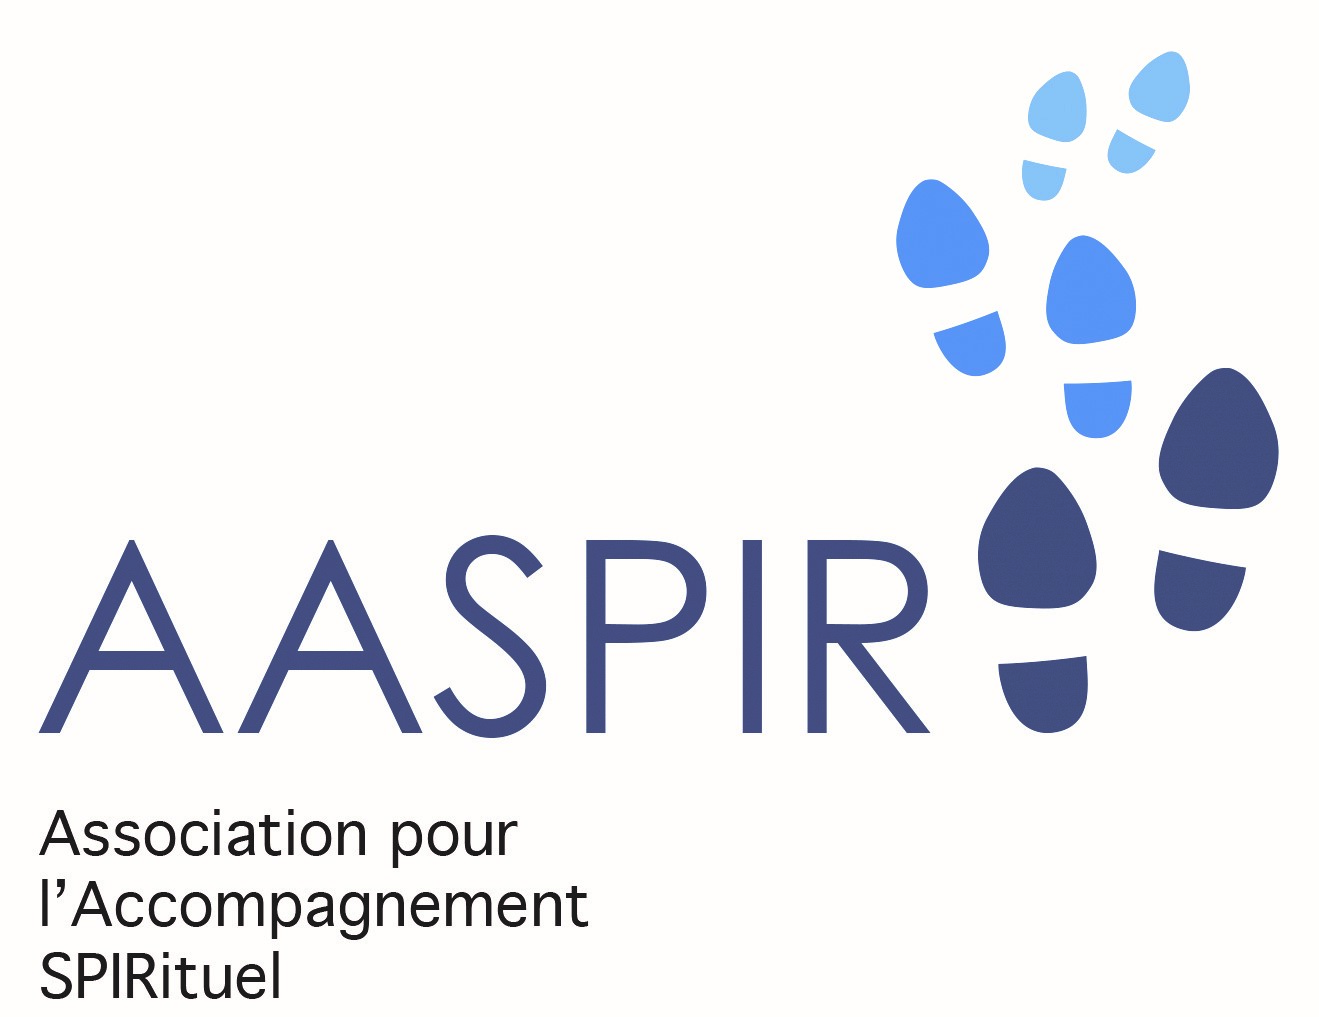 AASPIR
Association pour
l’Accompagnement
SPIRituel